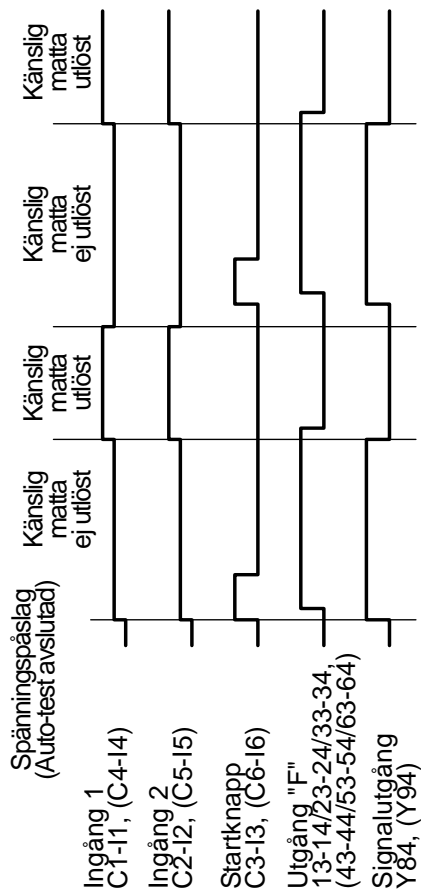 Spänningspåslag
(Auto-test avslutad)
Känslig
matta
ej utlöst
Känslig
matta
utlöst
Känslig
matta
ej utlöst
Känslig
matta
utlöst
Ingång 1
C1-I1, (C4-I4)
Ingång 2
C2-I2, (C5-I5)
Startknapp
C3-I3, (C6-I6)
Utgång "F"
13-14/23-24/33-34,
(43-44/53-54/63-64)
Signalutgång
Y84, (Y94)